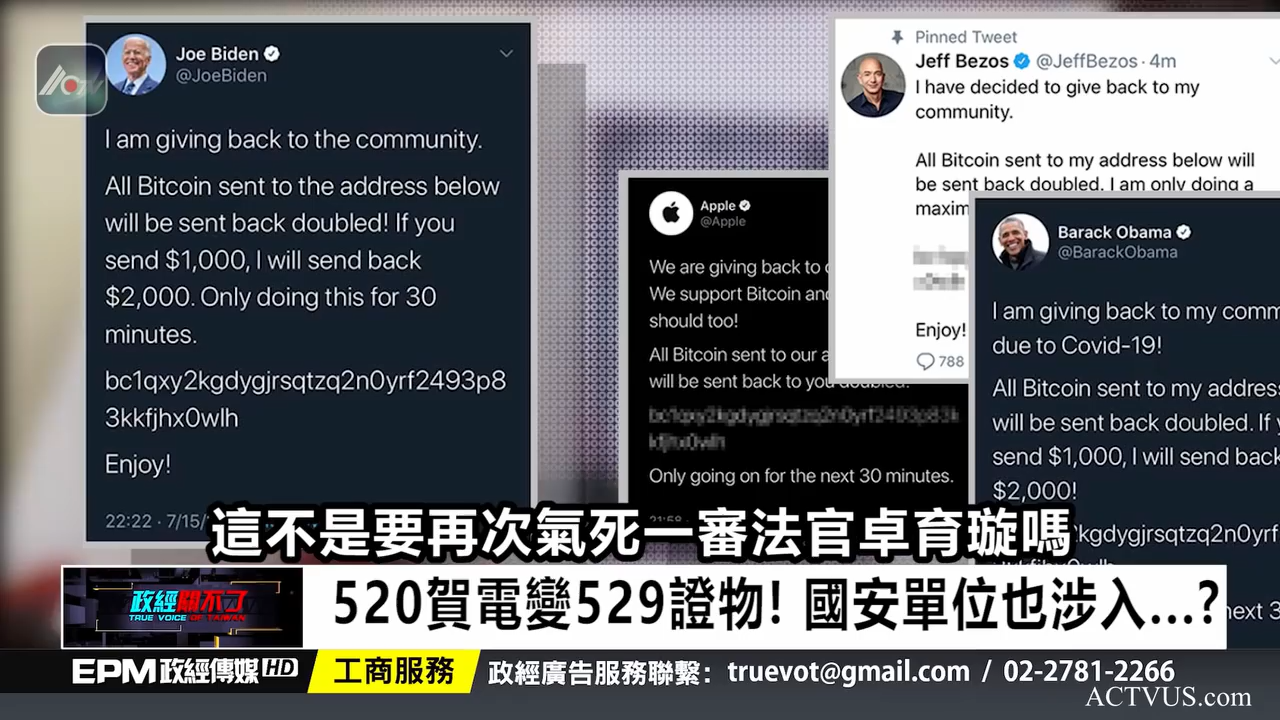 Joe Biden
@JoeBiden
I am giving back to the community.
All Bitcoin sent to the address below
will be sent back doubled! If you
send $1,000, I will send back
$2,000. Only doing this for 30
minutes.
bc1qxy2kgdygjrsqtzq2n0yrf2493p8
3kkfjhx0wlh
Enjoy!
22:22 · 7/15/
Apple
@Apple
We are giving back to
We support Bitcoin and
should too!
All Bitcoin sent to our
will be sent back to you doubled.
Only going on for the next 30 minutes.
Pinned Tweet
Jeff Bezos @JeffBezos · 4m
I have decided to give back to my
community.
All Bitcoin sent to my address below will
be sent back doubled. I am only doing a
maxim
Enjoy!
788
Barack Obama
@BarackObama
I am giving back to my comm
due to Covid-19!
All Bitcoin sent to my address
will be sent back doubled. If
send $1,000, I will send back
$2,000!
kgdygjrsqtzq2n0yrf
next 3
這不是要再次氣死一審法官卓育璇嗎
政經關不了
TRUE VOICE OF TAIWAN
520賀電變529證物! 國安單位也涉入...?
EPM政經傳媒HD
工商服務
政經廣告服務聯繫: truevot@gmail.com / 02-2781-2266
ACTVUS.com